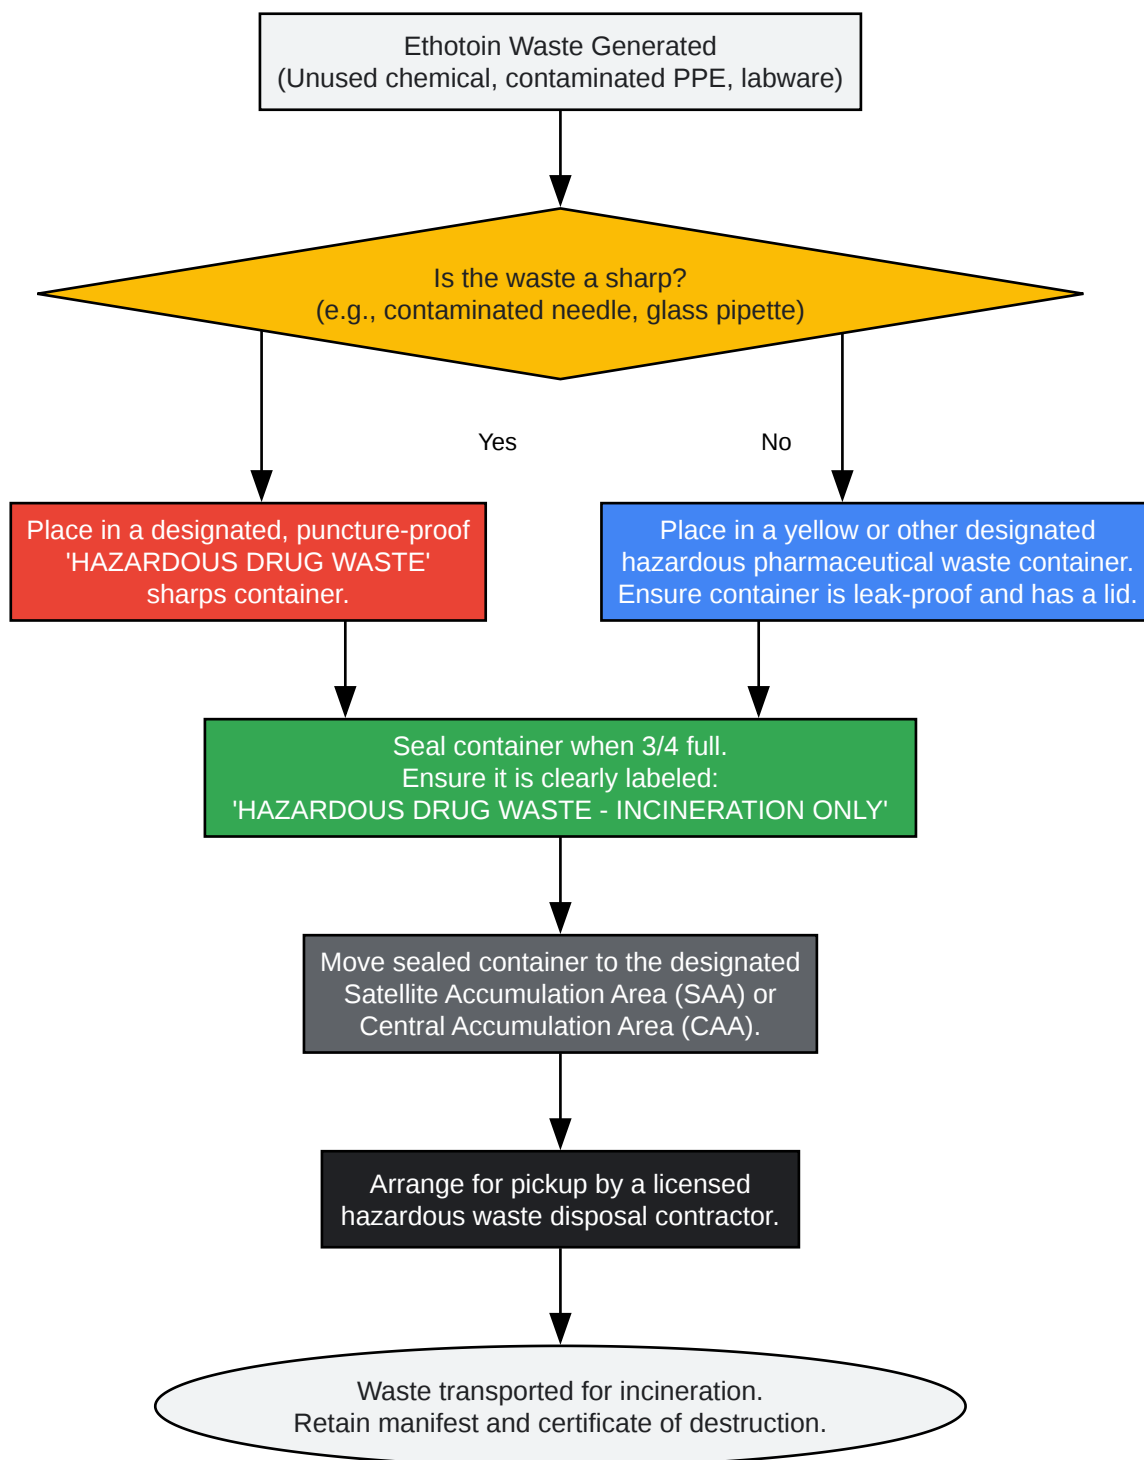 Ethotoin Waste Generated
(Unused chemical, contaminated PPE, labware)
Is the waste a sharp?
(e.g., contaminated needle, glass pipette)
Yes
No
Place in a designated, puncture-proof
'HAZARDOUS DRUG WASTE'
sharps container.
Place in a yellow or other designated
hazardous pharmaceutical waste container.
Ensure container is leak-proof and has a lid.
Seal container when 3/4 full.
Ensure it is clearly labeled:
'HAZARDOUS DRUG WASTE - INCINERATION ONLY'
Move sealed container to the designated
Satellite Accumulation Area (SAA) or
Central Accumulation Area (CAA).
Arrange for pickup by a licensed
hazardous waste disposal contractor.
Waste transported for incineration.
Retain manifest and certificate of destruction.